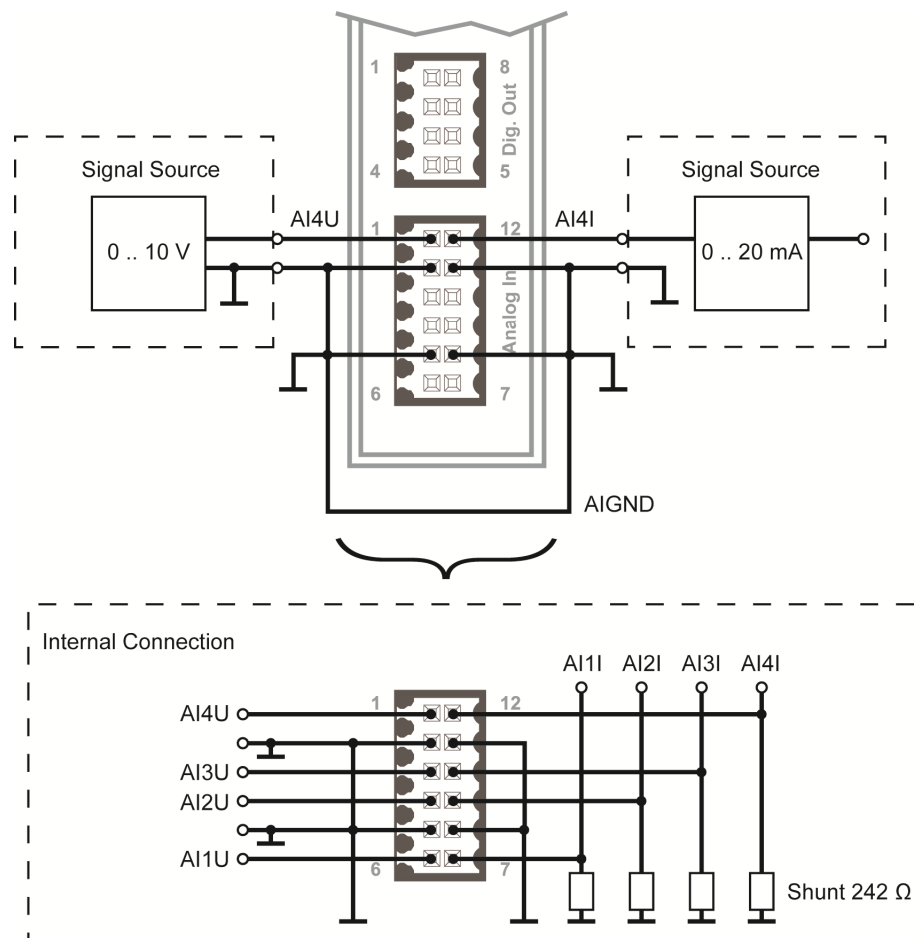 1
8
Dig. Out
4
5
Signal Source
Signal Source
AI4U
1
12
AI4I
0 .. 10 V
0 .. 20 mA
Analog In
6
7
AIGND
Internal Connection
AI1I
AI2I
AI3I
AI4I
AI4U
1
12
AI3U
AI2U
AI1U
6
7
Shunt 242 Ω